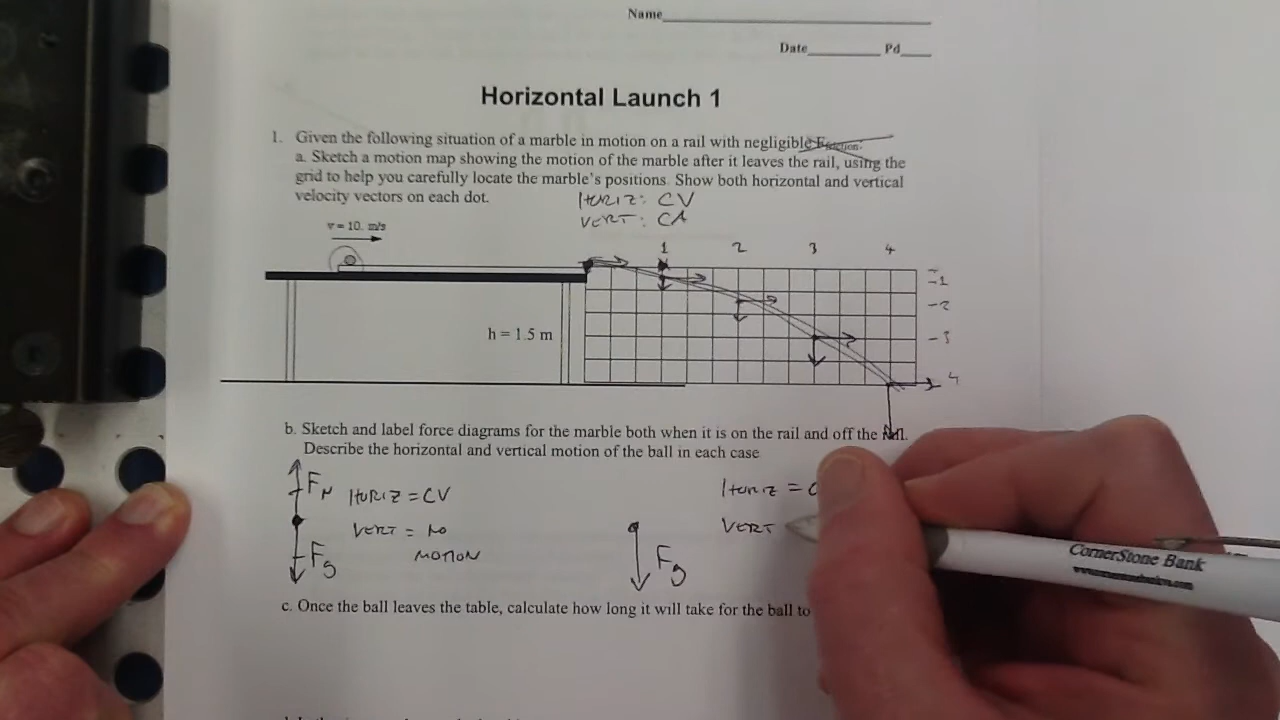 Name
Date Pd
Horizontal Launch 1
1. Given the following situation of a marble in motion on a rail with negligible
a. Sketch a motion map showing the motion of the marble after it leaves the rail, using the
grid to help you carefully locate the marble's positions. Show both horizontal and vertical
velocity vectors on each dot.
HORIZ: CV
VERT: CA
v = 10. m/s
1 2 3 4
-1
-2
-3
4
h = 1.5 m
b. Sketch and label force diagrams for the marble both when it is on the rail and off the
Describe the horizontal and vertical motion of the ball in each case
FN HORIZ = CV
VERT = NO
MOTION
Fg
HORIZ =
VERT
Fg
c. Once the ball leaves the table, calculate how long it will take for the ball to
CornerStone Bank